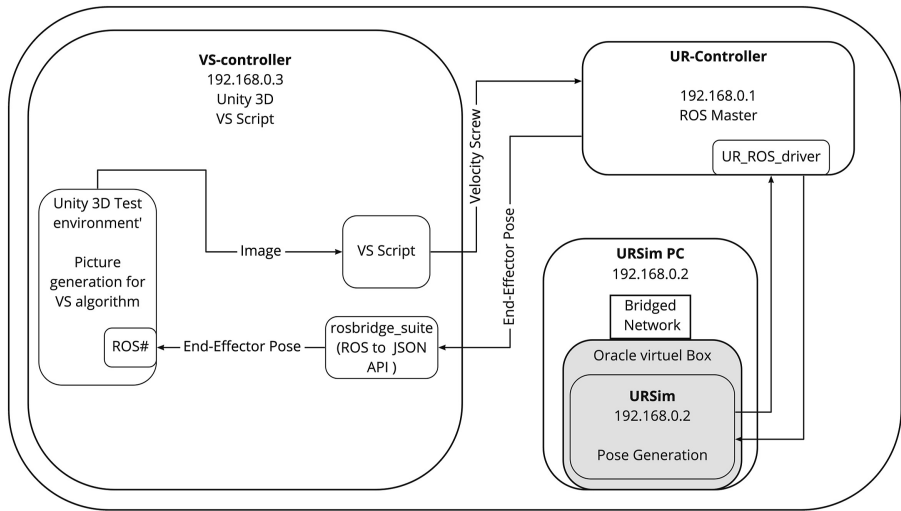 VS-controller
192.168.0.3
Unity 3D
VS Script
Unity 3D Test
environment'
Picture
generation for
VS algorithm
ROS#
Image
VS Script
End-Effector Pose
rosbridge_suite
(ROS to JSON
API )
Velocity Screw
End-Effector Pose
UR-Controller
192.168.0.1
ROS Master
UR_ROS_driver
URSim PC
192.168.0.2
Bridged
Network
Oracle virtuel Box
URSim
192.168.0.2
Pose Generation